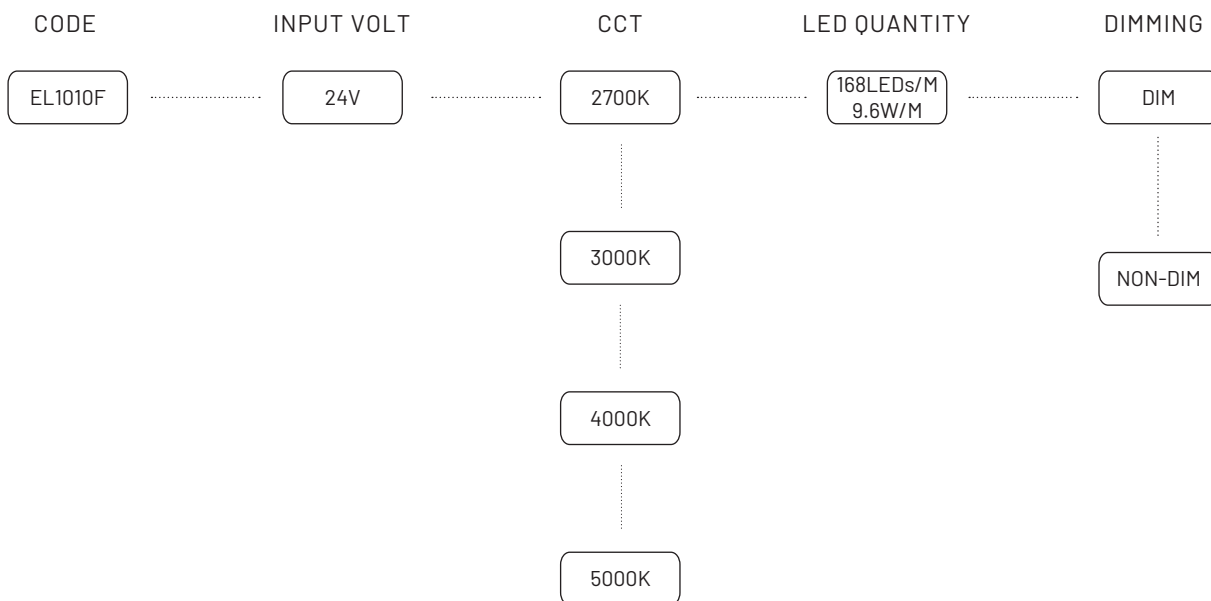 CODE INPUT VOLT CCT LED QUANTITY DIMMING
EL1010F 24V 2700K 168LEDs/M DIM
9.6W/M
3000K
NON-DIM
4000K
5000K